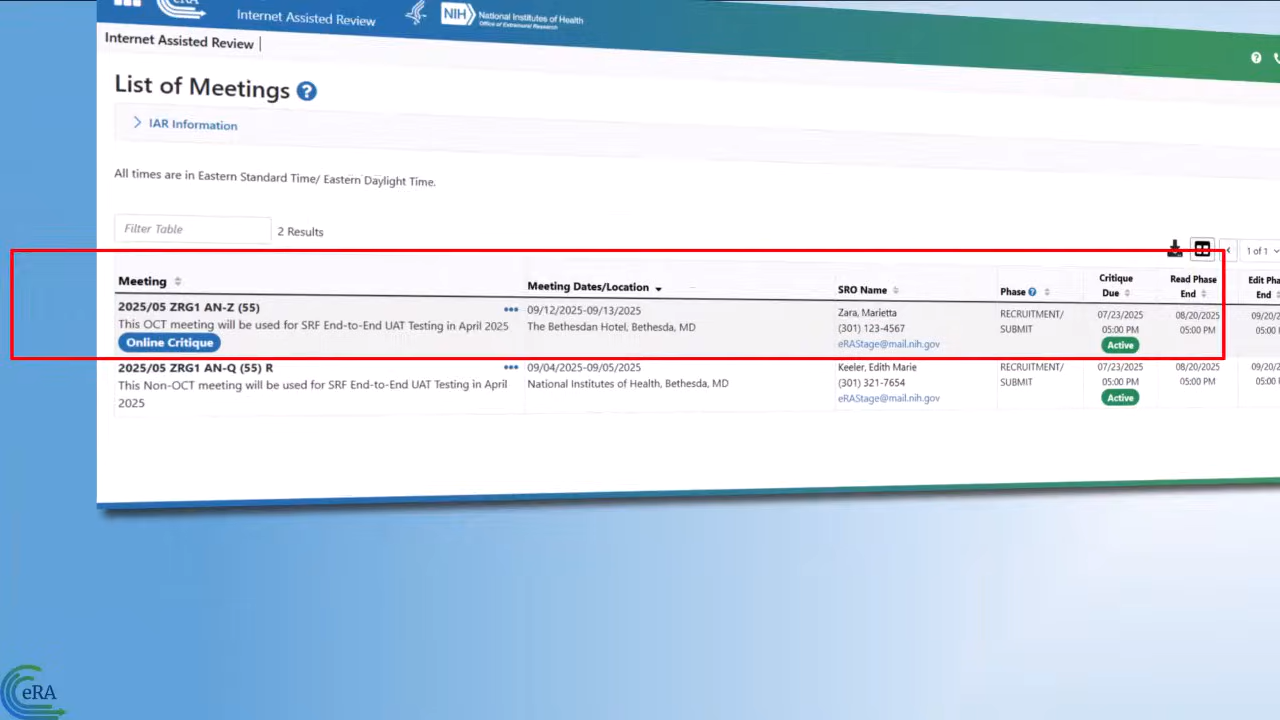 eRA
Internet Assisted Review
NIH National Institutes of Health
Office of Extramural Research
Internet Assisted Review
List of Meetings ?
IAR Information
All times are in Eastern Standard Time/ Eastern Daylight Time.
Filter Table 2 Results
1 of 1
Meeting Meeting Dates/Location SRO Name Phase ? Critique Due Read Phase End Edit Pha End
2025/05 ZRG1 AN-Z (55) ••• 09/12/2025-09/13/2025 Zara, Marietta RECRUITMENT/ 07/23/2025 08/20/2025 09/20/2
This OCT meeting will be used for SRF End-to-End UAT Testing in April 2025 The Bethesdan Hotel, Bethesda, MD (301) 123-4567 SUBMIT 05:00 PM 05:00 PM 05:00
Online Critique eRAStage@mail.nih.gov Active
2025/05 ZRG1 AN-Q (55) R ••• 09/04/2025-09/05/2025 Keeler, Edith Marie RECRUITMENT/ 07/23/2025 08/20/2025 09/20/2
This Non-OCT meeting will be used for SRF End-to-End UAT Testing in April National Institutes of Health, Bethesda, MD (301) 321-7654 SUBMIT 05:00 PM 05:00 PM 05:00
2025 eRAStage@mail.nih.gov Active
eRA